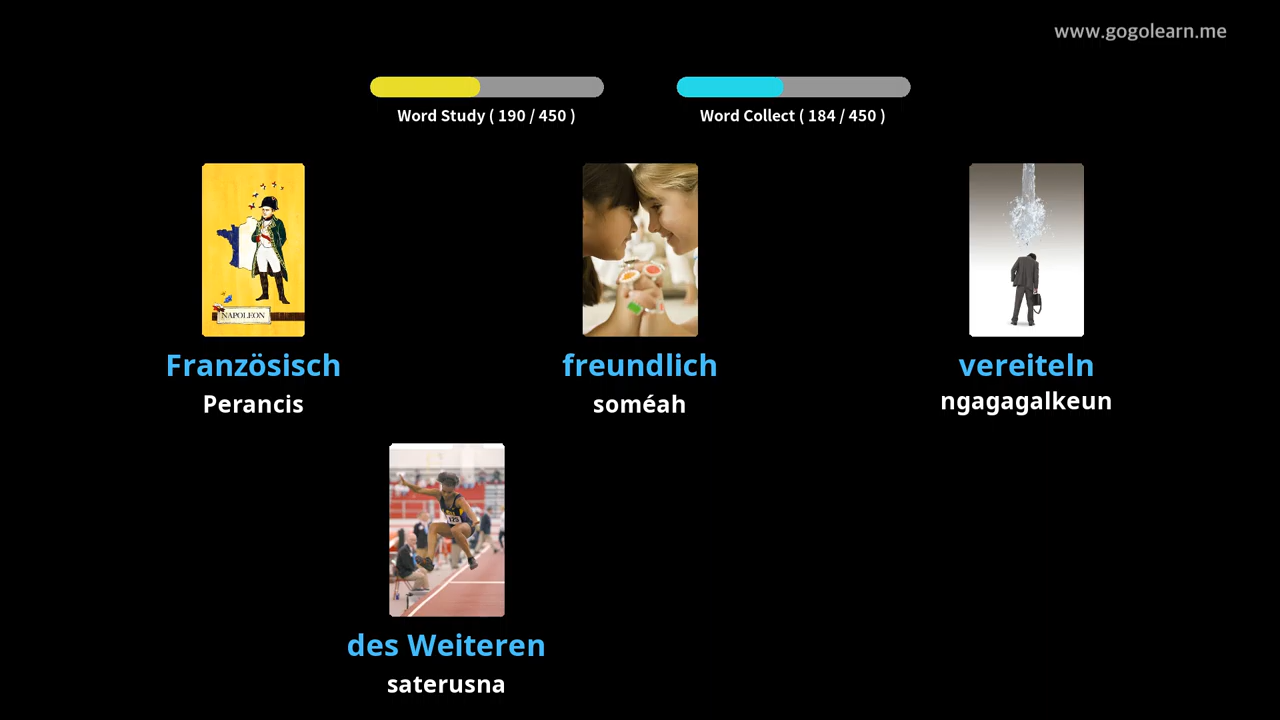 www.gogolearn.me
Word Study ( 190 / 450 )
Word Collect ( 184 / 450 )
NAPOLEON
Französisch
Perancis
freundlich
soméah
vereiteln
ngagagalkeun
des Weiteren
saterusna